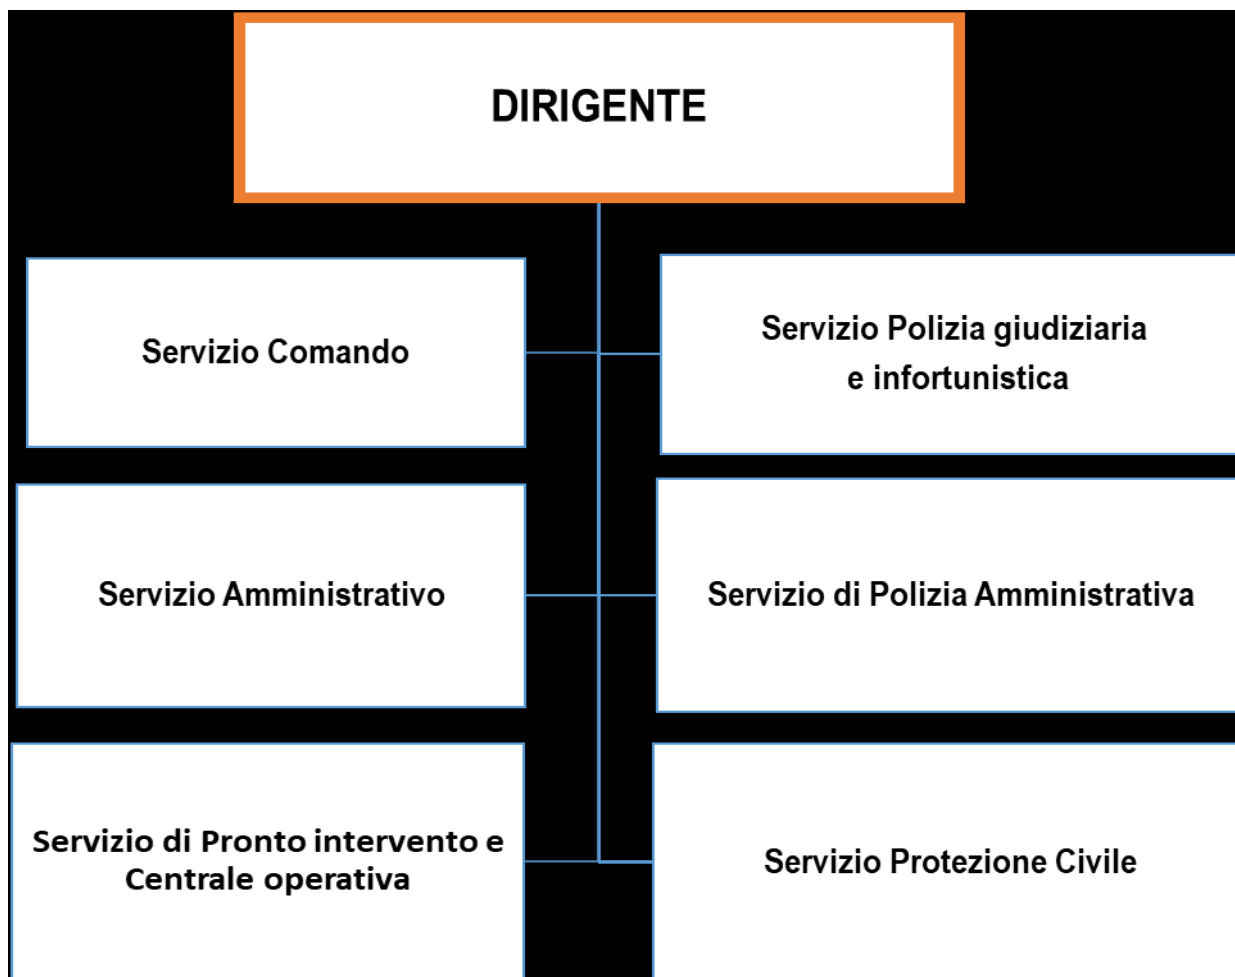 DIRIGENTE
Servizio Comando
Servizio Polizia giudiziaria
e infortunistica
Servizio Amministrativo
Servizio di Polizia Amministrativa
Servizio di Pronto intervento e
Centrale operativa
Servizio Protezione Civile